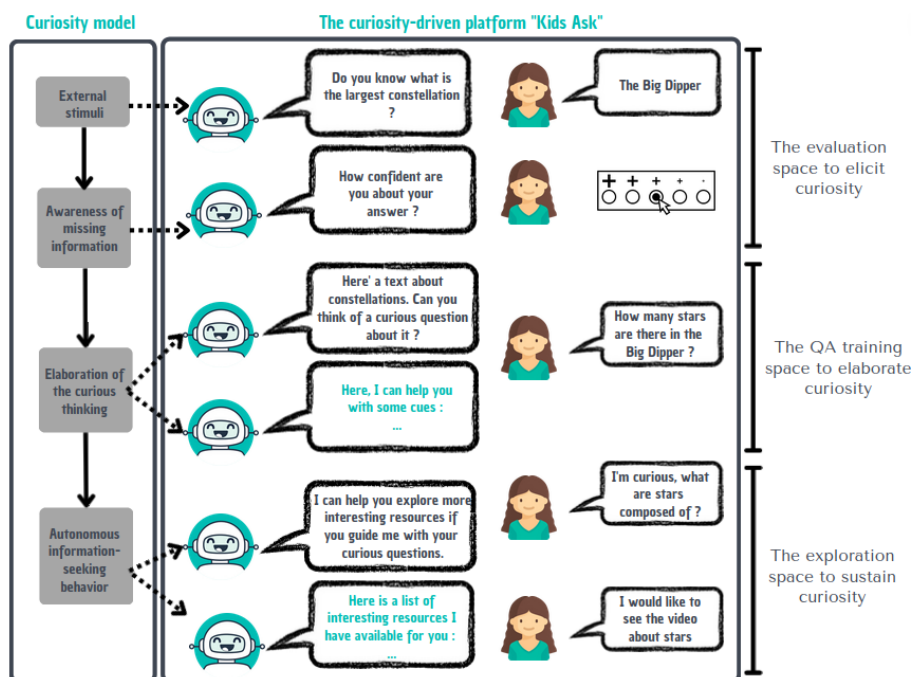 Curiosity model
The curiosity-driven platform "Kids Ask"
External
stimuli
Do you know what is
the largest constellation
?
The Big Dipper
The evaluation
space to elicit
curiosity
Awareness of
missing
information
How confident are
you about your
answer ?
+ + + + .
Elaboration of
the curious
thinking
Here' a text about
constellations. Can you
think of a curious question
about it ?
How many stars
are there in the
Big Dipper ?
Here, I can help you
with some cues :
...
The QA training
space to elaborate
curiosity
Autonomous
information-
seeking
behavior
I can help you explore more
interesting resources if
you guide me with your
curious questions.
I'm curious, what
are stars
composed of ?
Here is a list of
interesting resources I
have available for you :
...
I would like to
see the video
about stars
The exploration
space to sustain
curiosity